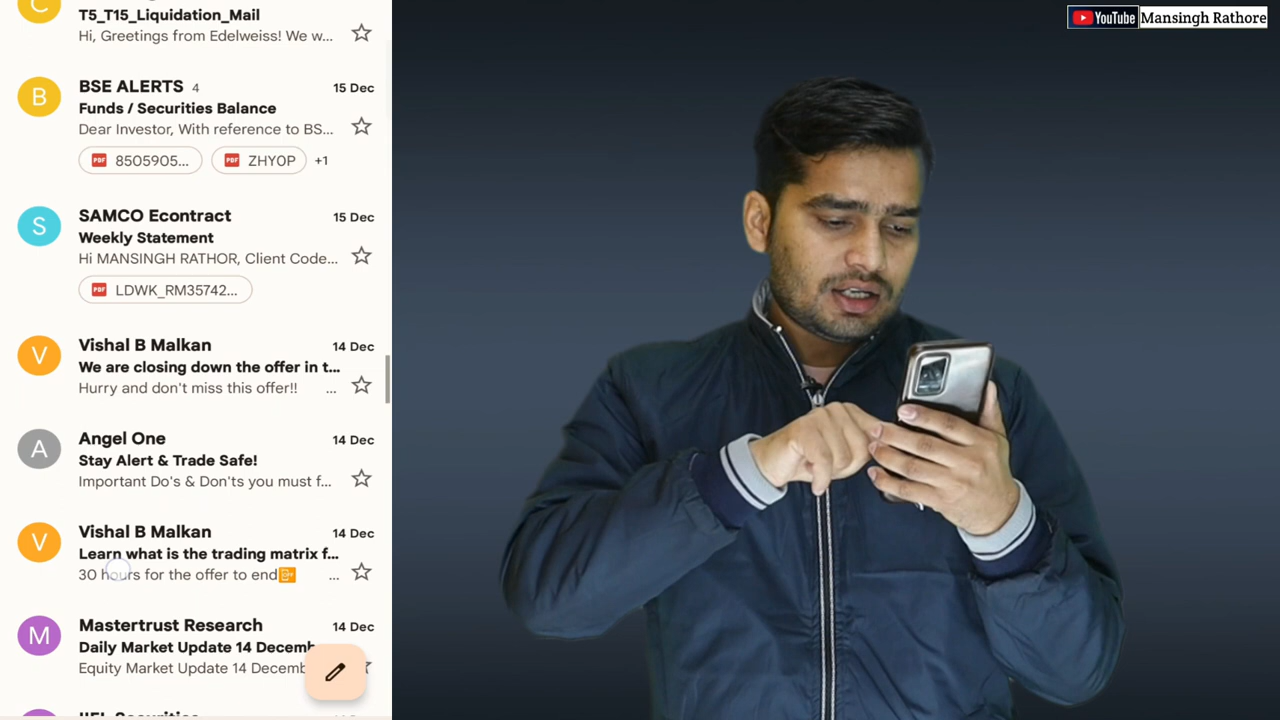 YouTube Mansingh Rathore
C
T5_T15_Liquidation_Mail
Hi, Greetings from Edelweiss! We w...
B
BSE ALERTS 4 15 Dec
Funds / Securities Balance
Dear Investor, With reference to BS...
PDF 8505905... PDF ZHYOP +1
S
SAMCO Econtract 15 Dec
Weekly Statement
Hi MANSINGH RATHOR, Client Code...
PDF LDWK_RM35742...
V
Vishal B Malkan 14 Dec
We are closing down the offer in t...
Hurry and don't miss this offer!! ...
A
Angel One 14 Dec
Stay Alert & Trade Safe!
Important Do's & Don'ts you must f...
V
Vishal B Malkan 14 Dec
Learn what is the trading matrix f...
30 hours for the offer to end ...
M
Mastertrust Research 14 Dec
Daily Market Update 14 Decemb
Equity Market Update 14 Decemb